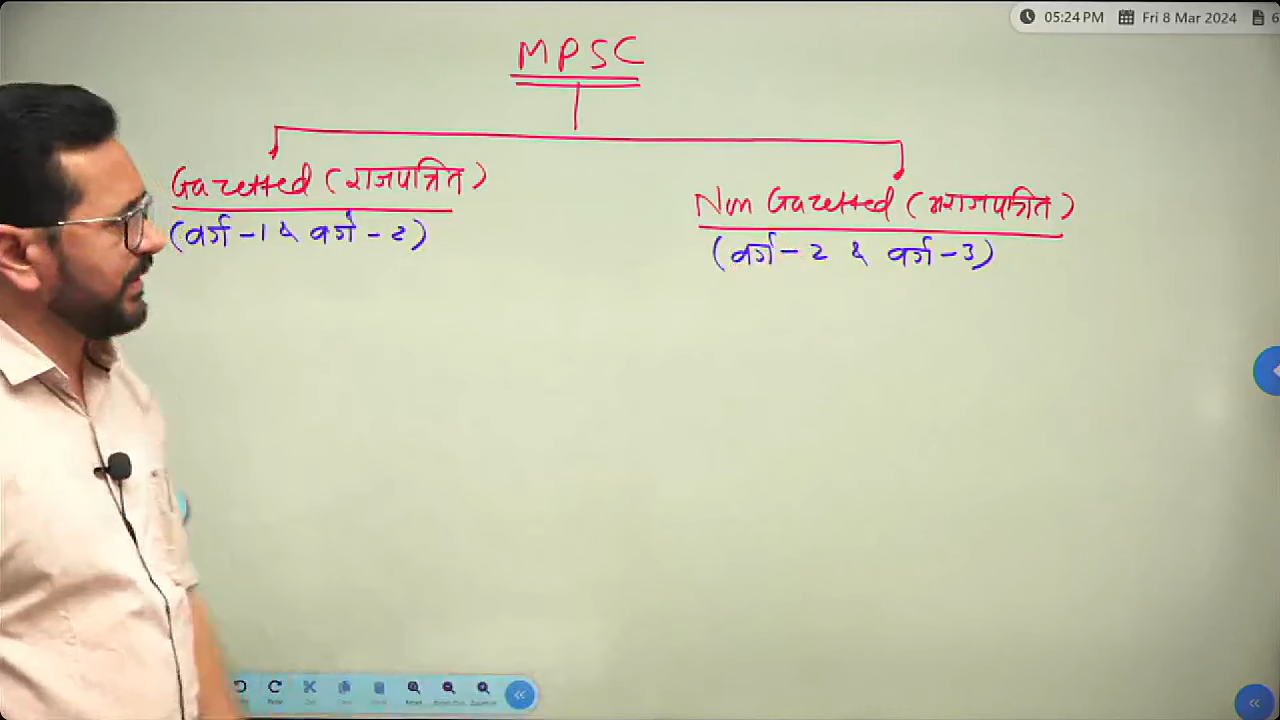 05:24 PM Fri 8 Mar 2024 6
MPSC
Gazetted (राजपत्रित)
(वर्ग-1 & वर्ग-2)
Non Gazetted (अराजपत्रित)
(वर्ग-2 & वर्ग-3)